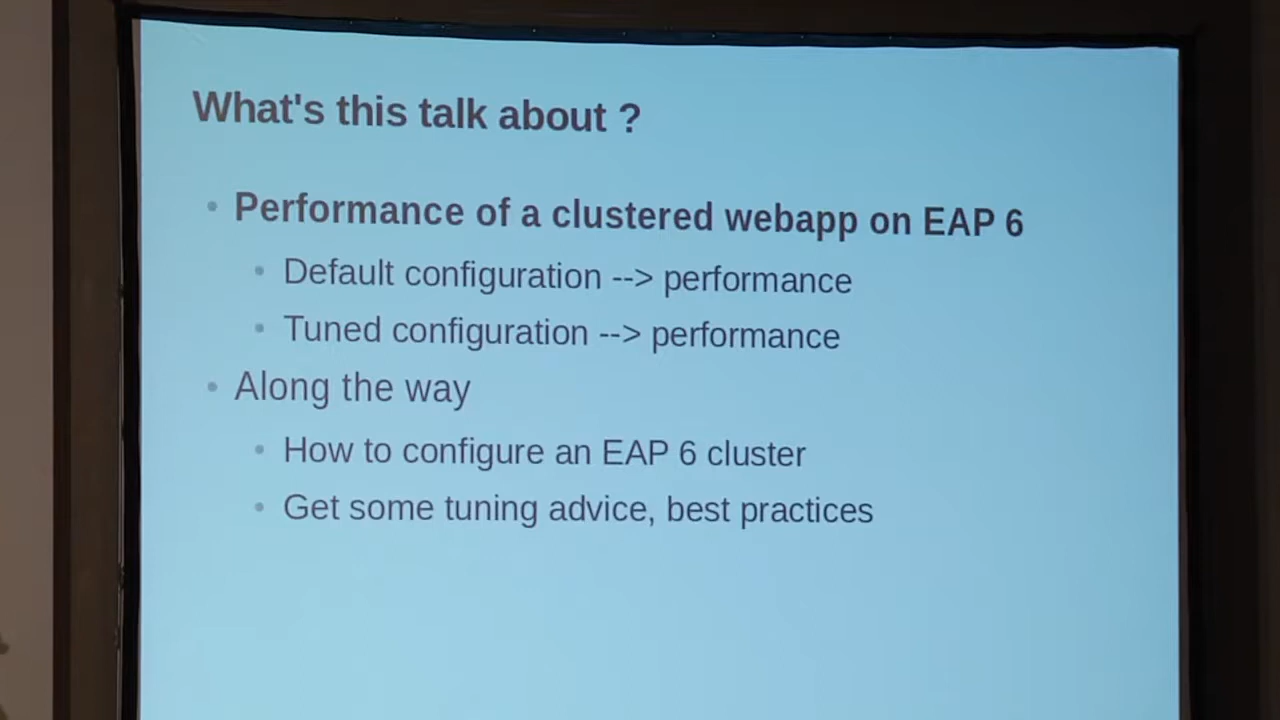 What's this talk about ?
• Performance of a clustered webapp on EAP 6
• Default configuration --> performance
• Tuned configuration --> performance
• Along the way
• How to configure an EAP 6 cluster
• Get some tuning advice, best practices